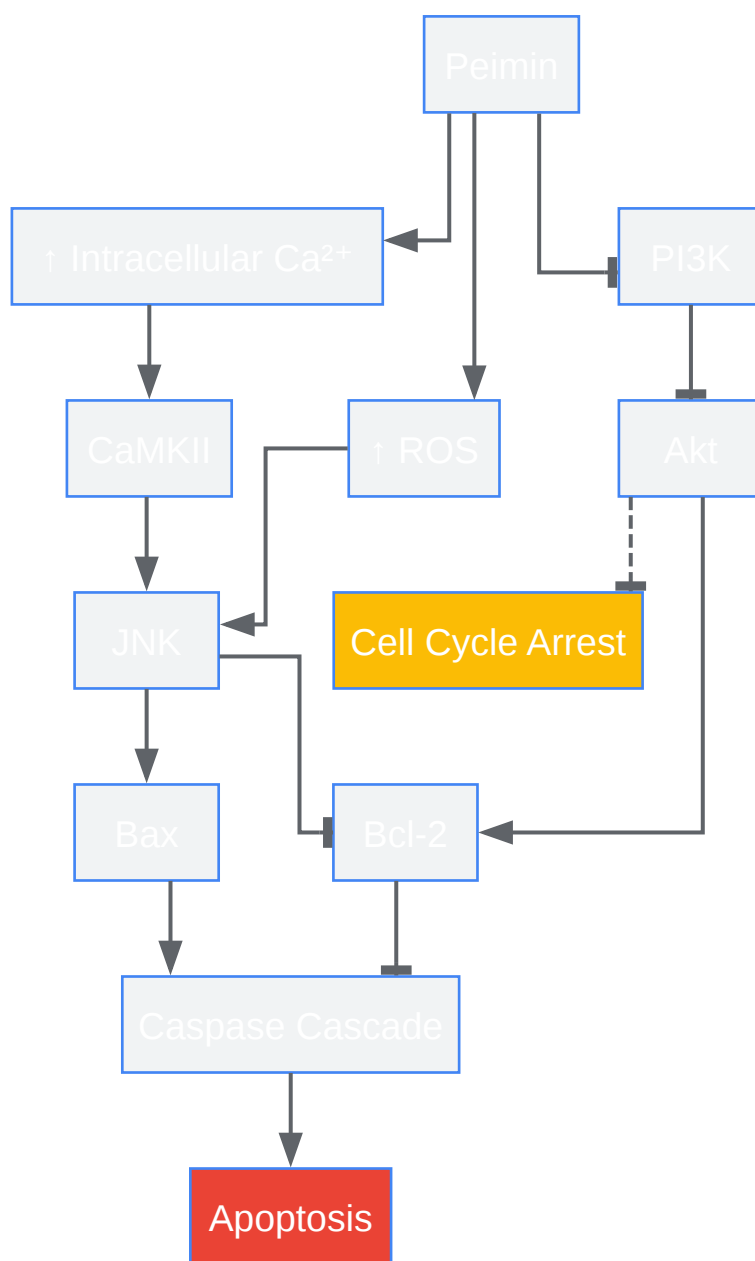 Peimin
↑ Intracellular Ca²⁺
PI3K
CaMKII
↑ ROS
Akt
JNK
Cell Cycle Arrest
Bax
Bcl-2
Caspase Cascade
Apoptosis